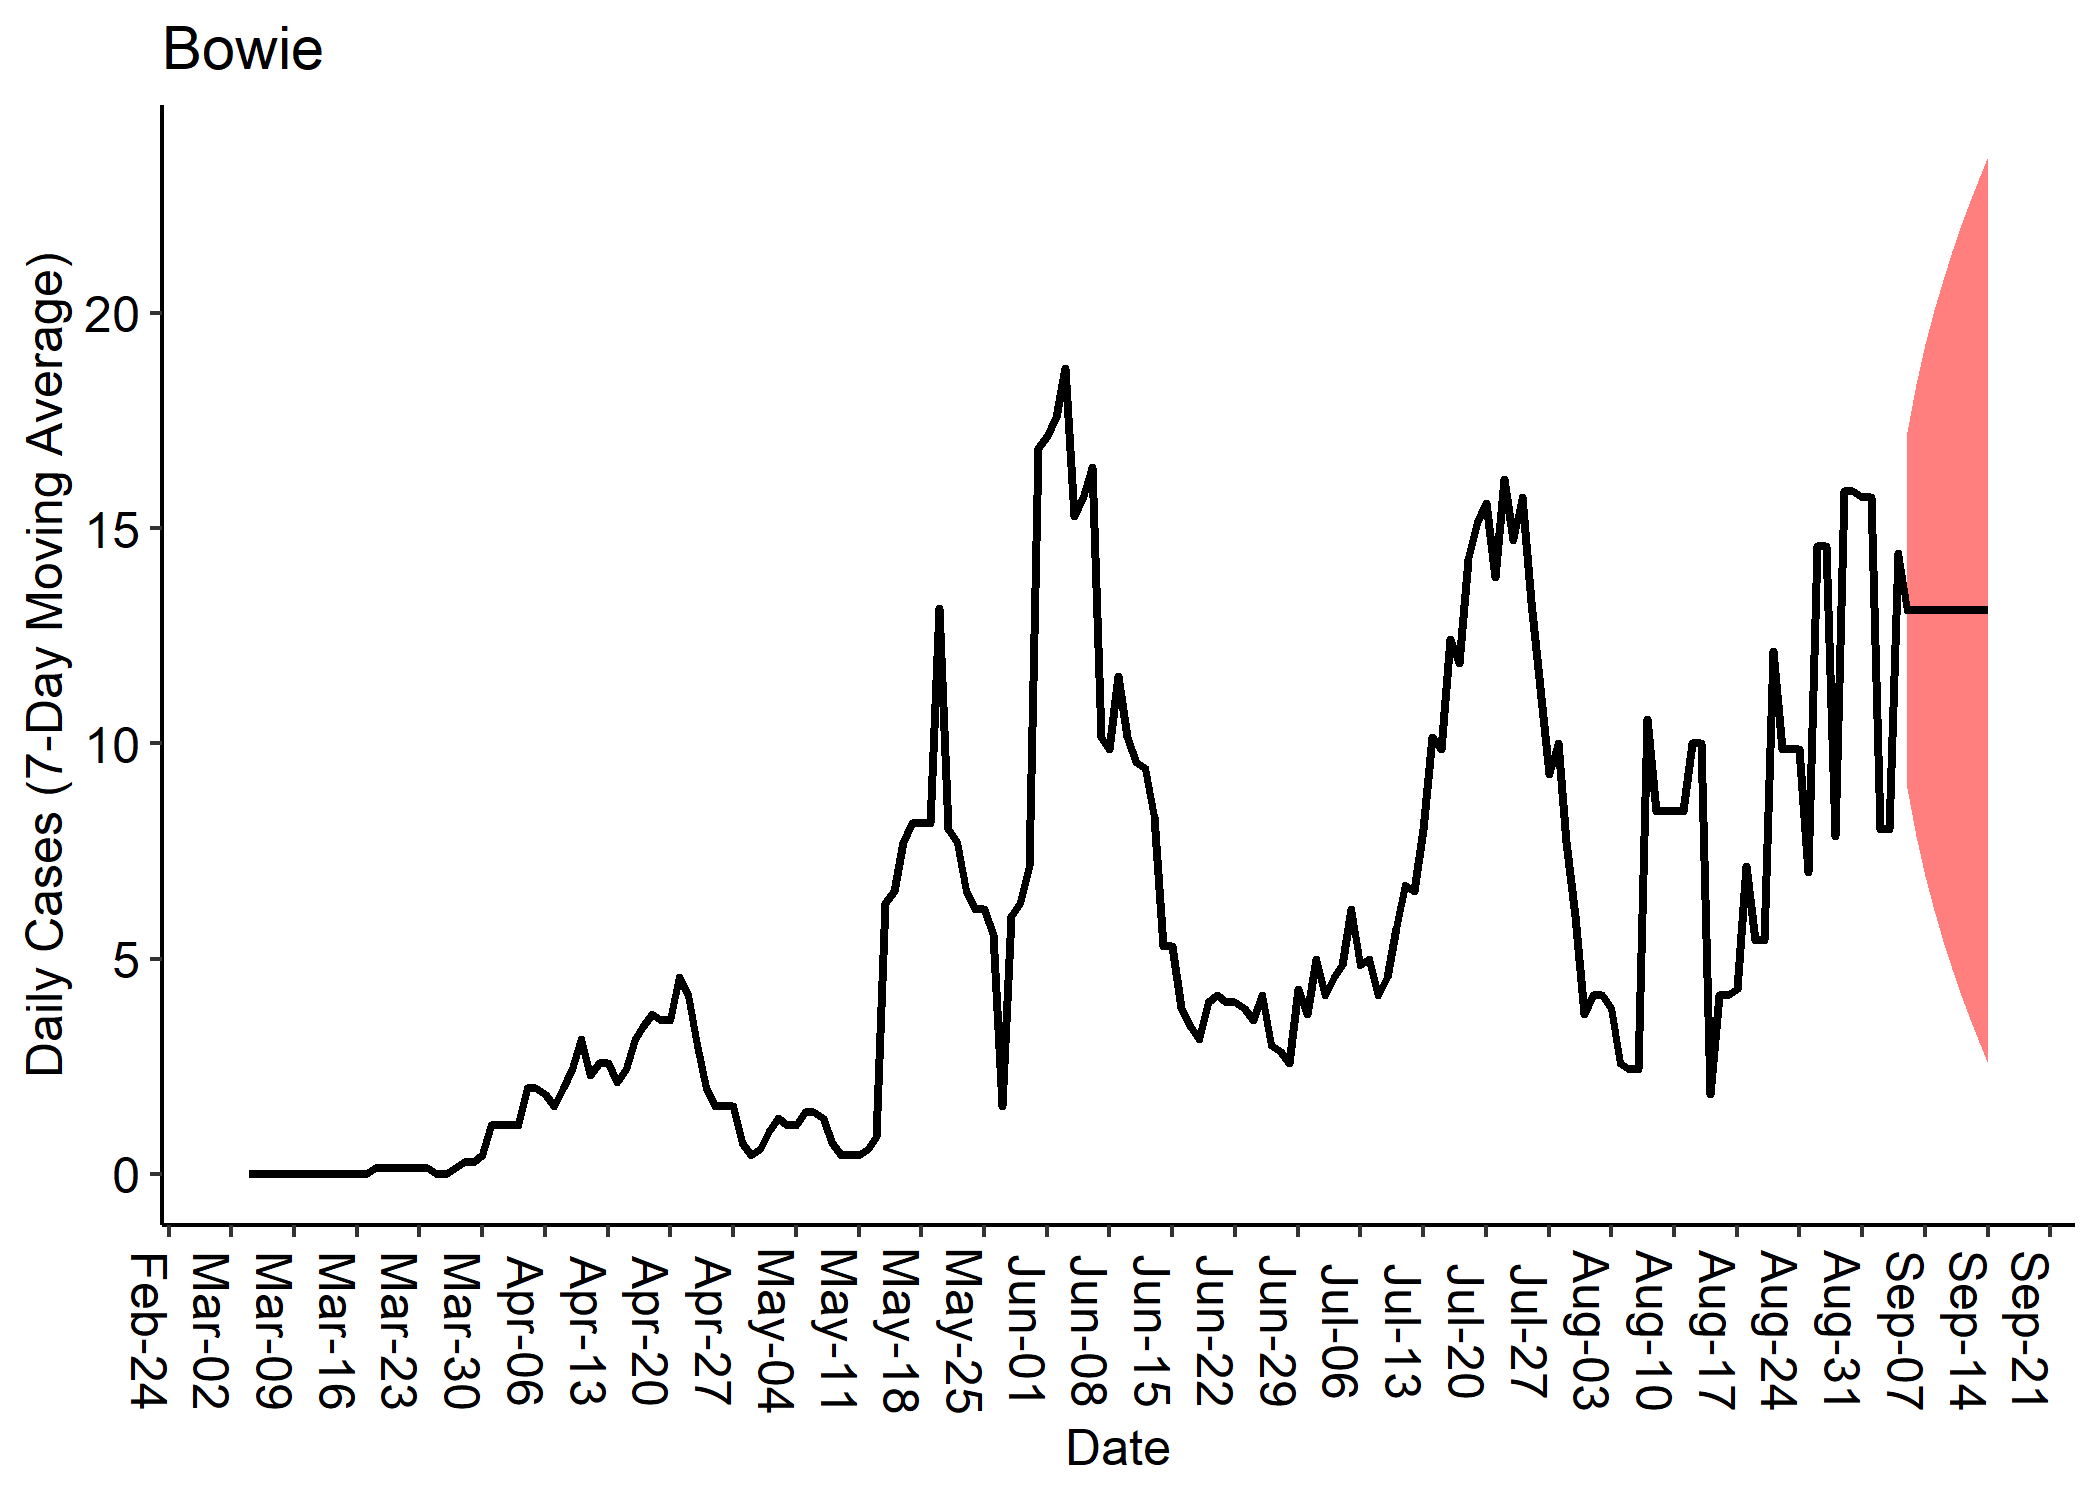 Bowie
Daily Cases (7-Day Moving Average)
20
15
10
5
0
Feb-24
Mar-02
Mar-09
Mar-16
Mar-23
Mar-30
Apr-06
Apr-13
Apr-20
Apr-27
May-04
May-11
May-18
May-25
Jun-01
Jun-08
Jun-15
Jun-22
Jun-29
Jul-06
Jul-13
Jul-20
Jul-27
Aug-03
Aug-10
Aug-17
Aug-24
Aug-31
Sep-07
Sep-14
Sep-21
Date